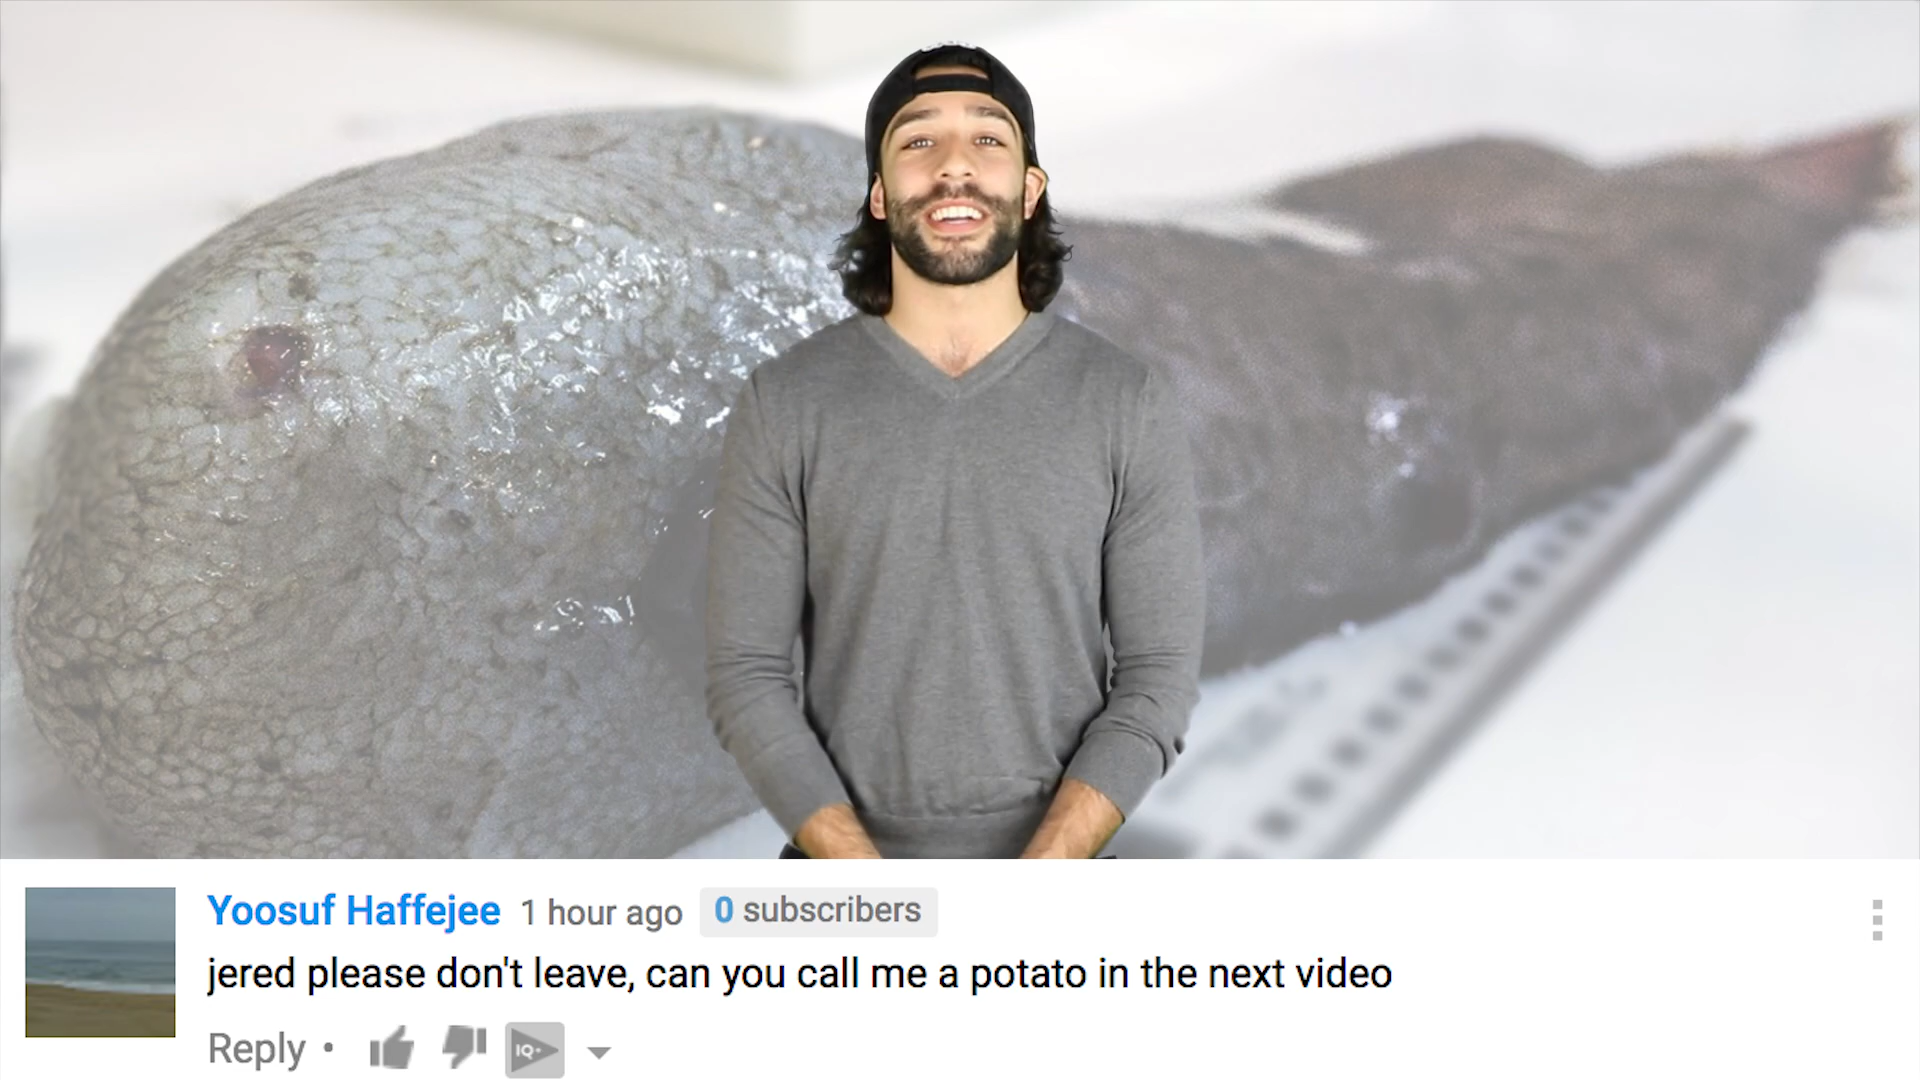 Yoosuf Haffejee 1 hour ago 0 subscribers
jered please don't leave, can you call me a potato in the next video
Reply •
IQ+